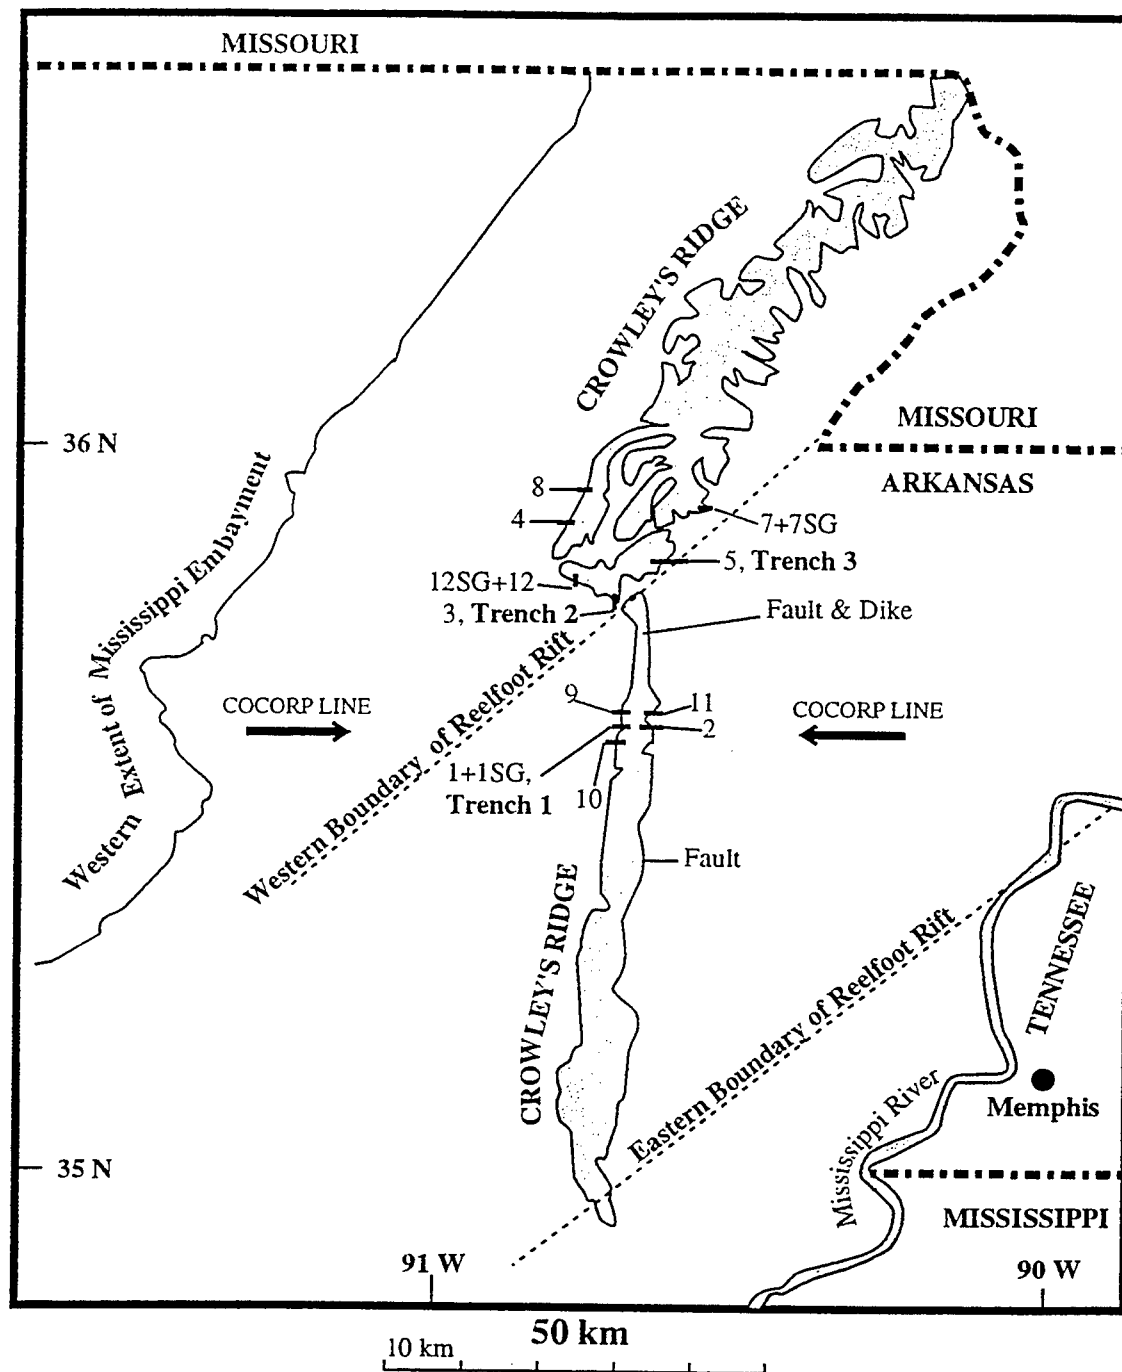 MISSOURI
CROWLEY'S RIDGE
36 N
MISSOURI
ARKANSAS
8
4
7+7SG
5, Trench 3
12SG+12
3, Trench 2
Fault & Dike
Western Extent of Mississippi Embayment
Western Boundary of Reelfoot Rift
COCORP LINE
9
11
COCORP LINE
2
1+1SG,
Trench 1
10
Fault
CROWLEY'S RIDGE
Eastern Boundary of Reelfoot Rift
TENNESSEE
Memphis
Mississippi River
35 N
MISSISSIPPI
91 W
90 W
50 km
10 km